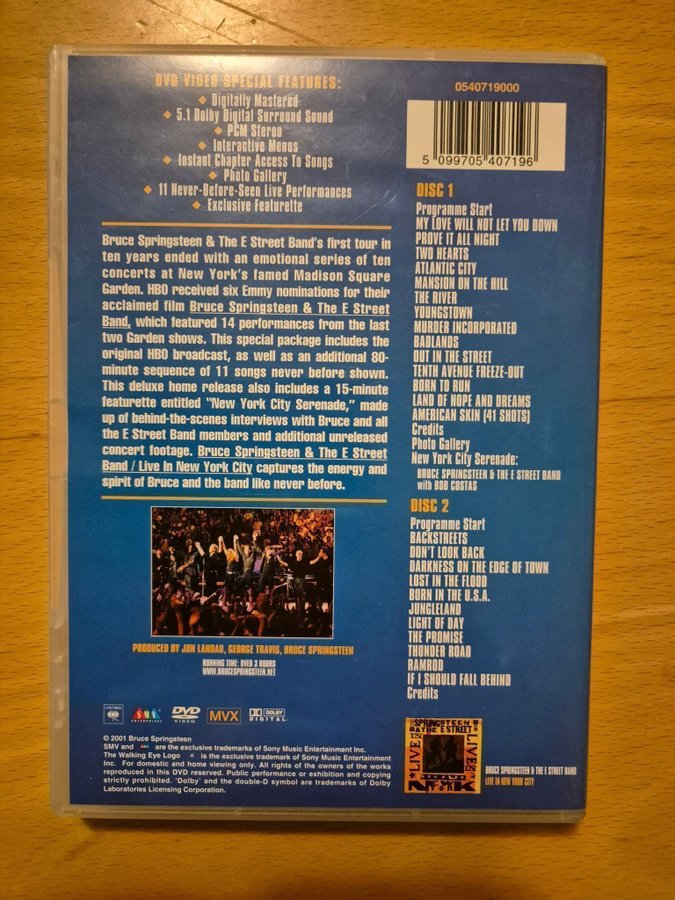 DVD VIDEO SPECIAL FEATURES:
◆ Digitally Mastered
◆ 5.1 Dolby Digital Surround Sound
◆ PCM Stereo
◆ Interactive Menus
◆ Instant Chapter Access To Songs
◆ Photo Gallery
◆ 11 Never-Before-Seen Live Performances
◆ Exclusive Featurette
Bruce Springsteen & The E Street Band's first tour in
ten years ended with an emotional series of ten
concerts at New York's famed Madison Square
Garden. HBO received six Emmy nominations for their
acclaimed film Bruce Springsteen & The E Street
Band, which featured 14 performances from the last
two Garden shows. This special package includes the
original HBO broadcast, as well as an additional 80-
minute sequence of 11 songs never before shown.
This deluxe home release also includes a 15-minute
featurette entitled "New York City Serenade," made
up of behind-the-scenes interviews with Bruce and all
the E Street Band members and additional unreleased
concert footage. Bruce Springsteen & The E Street
Band / Live In New York City captures the energy and
spirit of Bruce and the band like never before.
PRODUCED BY JON LANDAU, GEORGE TRAVIS, BRUCE SPRINGSTEEN
RUNNING TIME: OVER 3 HOURS
WWW.BRUCESPRINGSTEEN.NET
COLUMBIA
SMV
ENTERPRISES
DVD
VIDEO
MVX
DOLBY
DIGITAL
© 2001 Bruce Springsteen
SMV and SMV are the exclusive trademarks of Sony Music Entertainment Inc.
The Walking Eye Logo is the exclusive trademark of Sony Music Entertainment
Inc. For domestic and home viewing only. All rights of the owners of the works
reproduced in this DVD reserved. Public performance or exhibition and copying
strictly prohibited. 'Dolby' and the double-D symbol are trademarks of Dolby
Laboratories Licensing Corporation.
0540719000
5 099705 407196
DISC 1
Programme Start
MY LOVE WILL NOT LET YOU DOWN
PROVE IT ALL NIGHT
TWO HEARTS
ATLANTIC CITY
MANSION ON THE HILL
THE RIVER
YOUNGSTOWN
MURDER INCORPORATED
BADLANDS
OUT IN THE STREET
TENTH AVENUE FREEZE-OUT
BORN TO RUN
LAND OF HOPE AND DREAMS
AMERICAN SKIN [41 SHOTS]
Credits
Photo Gallery
New York City Serenade:
BRUCE SPRINGSTEEN & THE E STREET BAND
with BOB COSTAS
DISC 2
Programme Start
BACKSTREETS
DON'T LOOK BACK
DARKNESS ON THE EDGE OF TOWN
LOST IN THE FLOOD
BORN IN THE U.S.A.
JUNGLELAND
LIGHT OF DAY
THE PROMISE
THUNDER ROAD
RAMROD
IF I SHOULD FALL BEHIND
Credits
SPRINGSTEEN
& THE E STREET
LIVE IN
LIVE
BRUCE SPRINGSTEEN & THE E STREET BAND
LIVE IN NEW YORK CITY